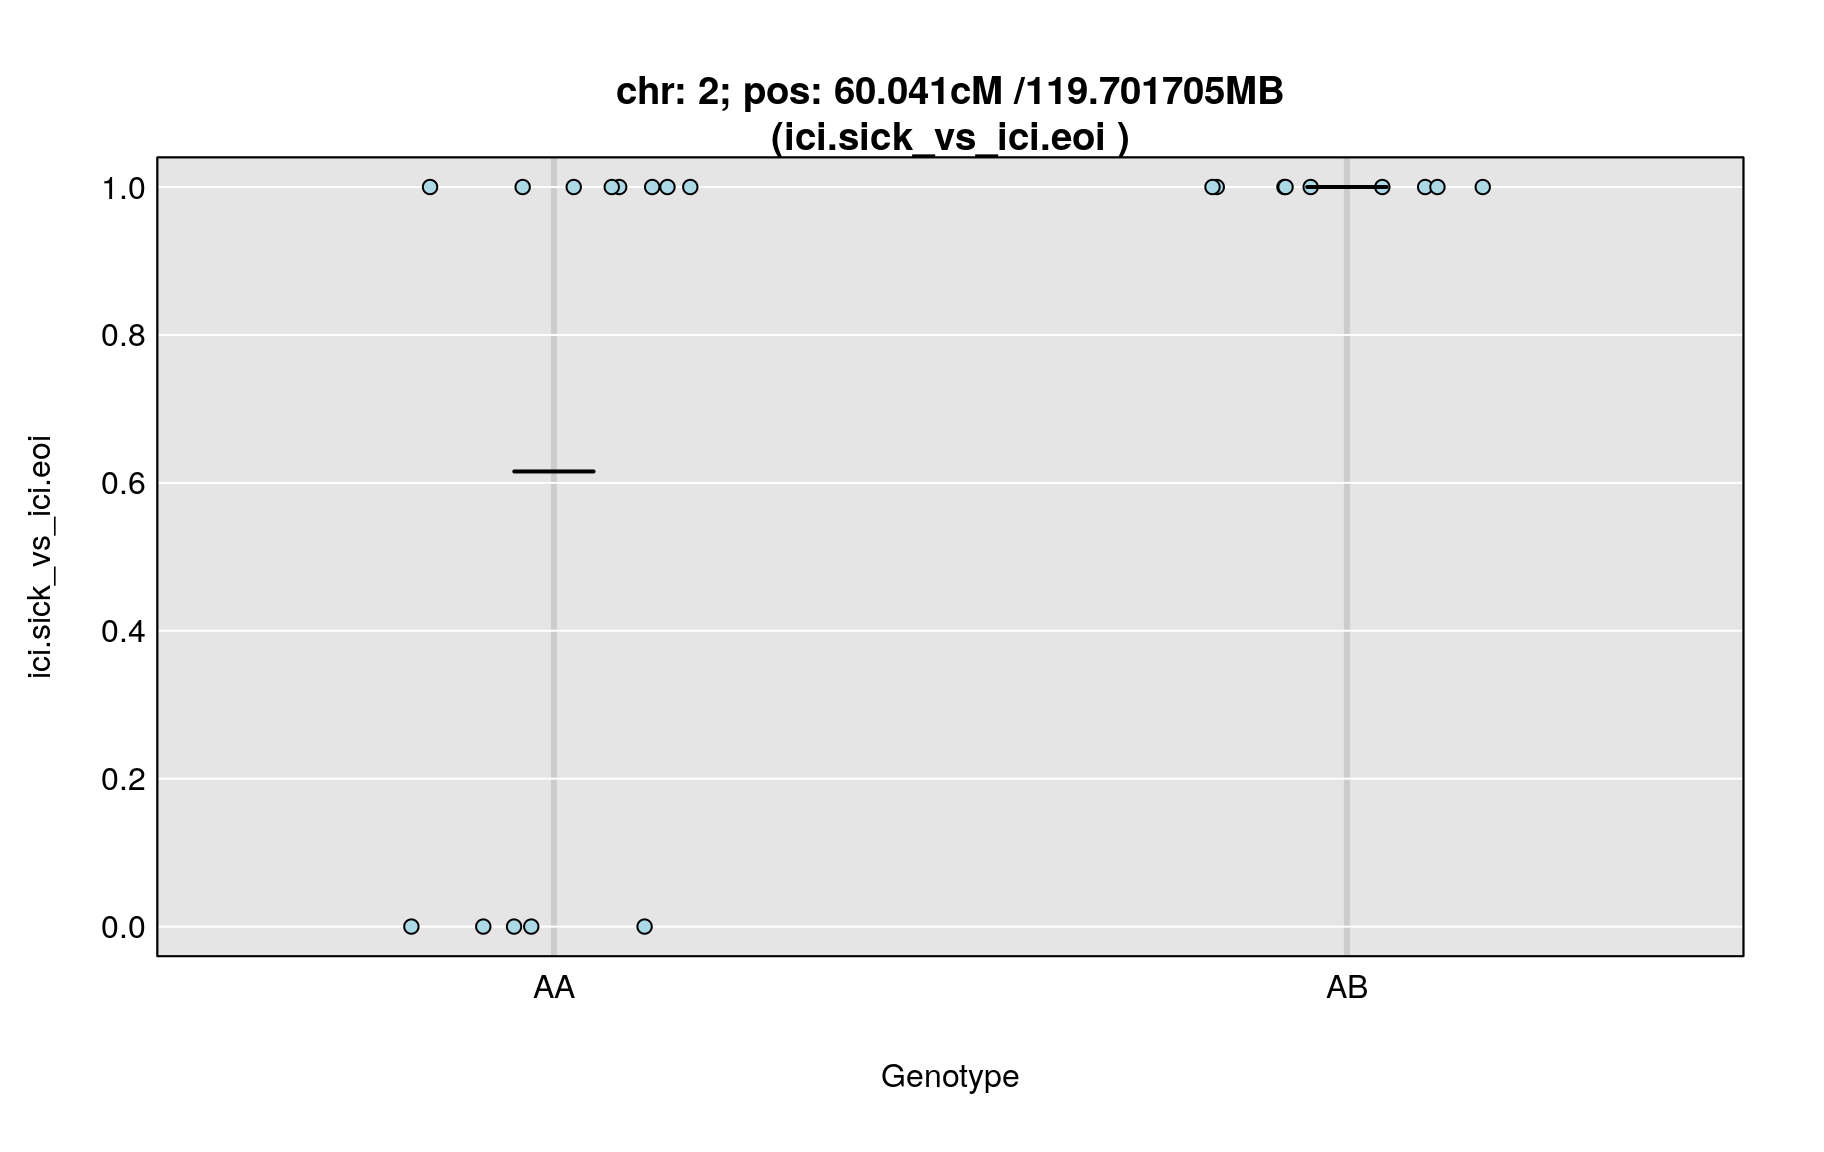 chr: 2; pos: 60.041cM /119.701705MB
(ici.sick_vs_ici.eoi )
ici.sick_vs_ici.eoi
1.0
0.8
0.6
0.4
0.2
0.0
AA
AB
Genotype